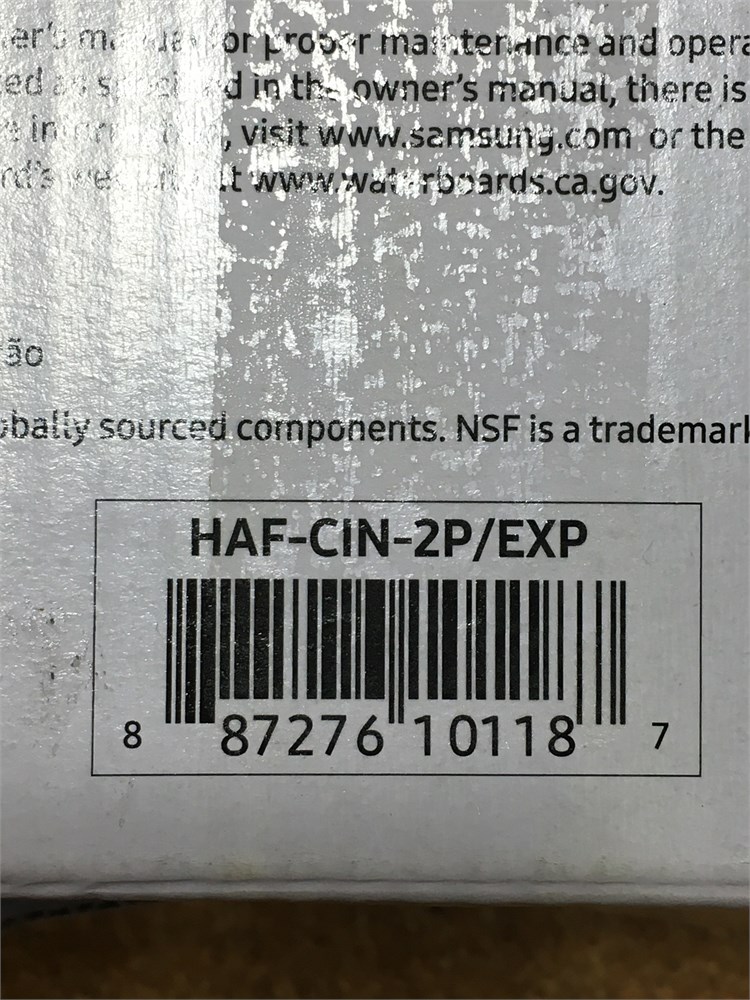 or proper maintenance and opera
in the owner's manual, there is
, visit www.samsung.com or the
www.waterboards.ca.gov.
ão
obally sourced components. NSF is a trademark
HAF-CIN-2P/EXP
8 87276 10118 7